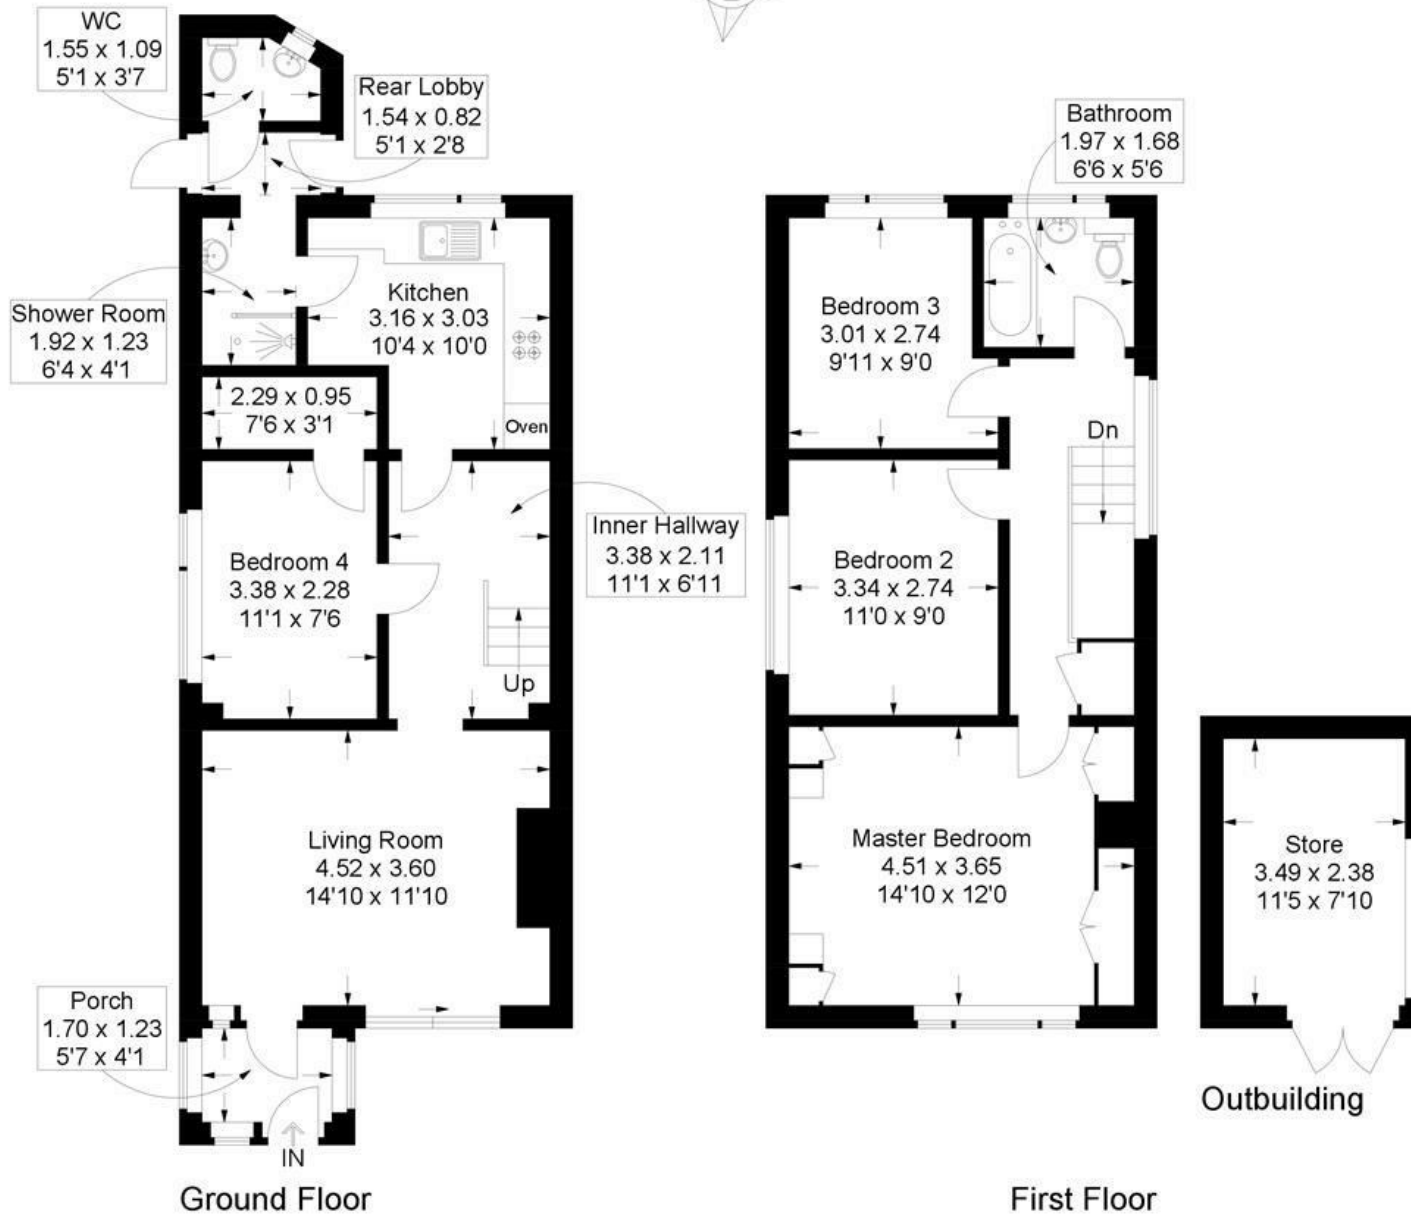 WC
1.55 x 1.09
5'1 x 3'7
Rear Lobby
1.54 x 0.82
5'1 x 2'8
Shower Room
1.92 x 1.23
6'4 x 4'1
Kitchen
3.16 x 3.03
10'4 x 10'0
Oven
2.29 x 0.95
7'6 x 3'1
Bedroom 4
3.38 x 2.28
11'1 x 7'6
Inner Hallway
3.38 x 2.11
11'1 x 6'11
Up
Living Room
4.52 x 3.60
14'10 x 11'10
Porch
1.70 x 1.23
5'7 x 4'1
IN
Ground Floor
Bathroom
1.97 x 1.68
6'6 x 5'6
Bedroom 3
3.01 x 2.74
9'11 x 9'0
Dn
Bedroom 2
3.34 x 2.74
11'0 x 9'0
Master Bedroom
4.51 x 3.65
14'10 x 12'0
First Floor
Store
3.49 x 2.38
11'5 x 7'10
Outbuilding